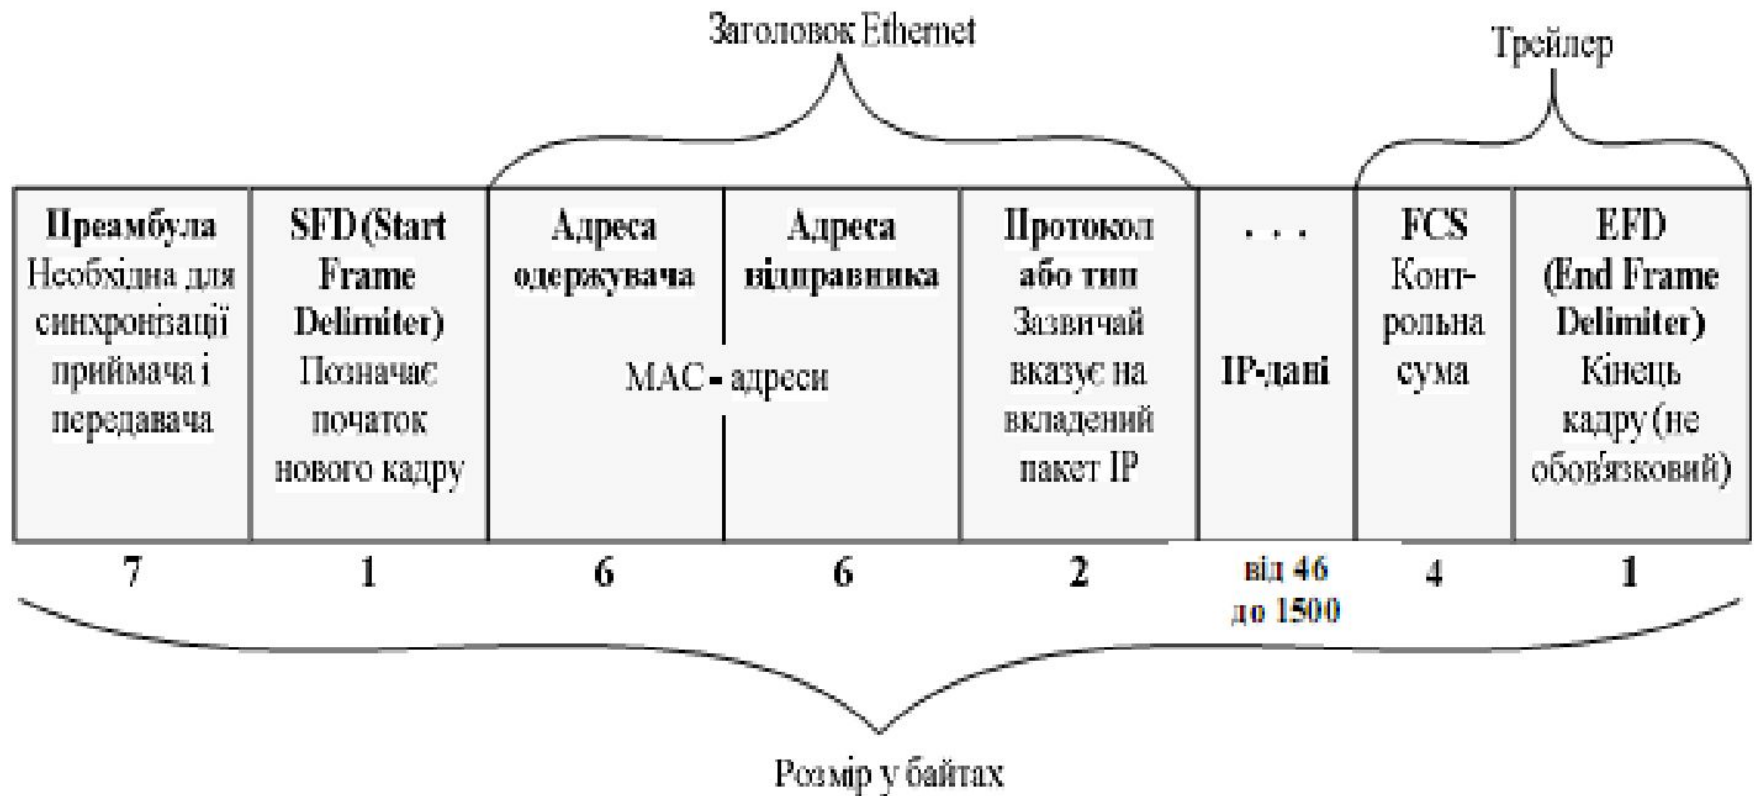 Заголовок Ethernet
Трейлер
Преамбула
Необхідна для
синхронізації
приймача і
передавача
SFD (Start
Frame
Delimiter)
Позначає
початок
нового кадру
Адреса
одержувача
Адреса
відправника
MAC - адреси
Протокол
або тип
Зазвичай
вказує на
вкладений
пакет IP
. . .
IP-дані
FCS
Конт-
рольна
сума
EFD
(End Frame
Delimiter)
Кінець
кадру (не
обов'язковий)
7
1
6
6
2
від 46
до 1500
4
1
Розмір у байтах